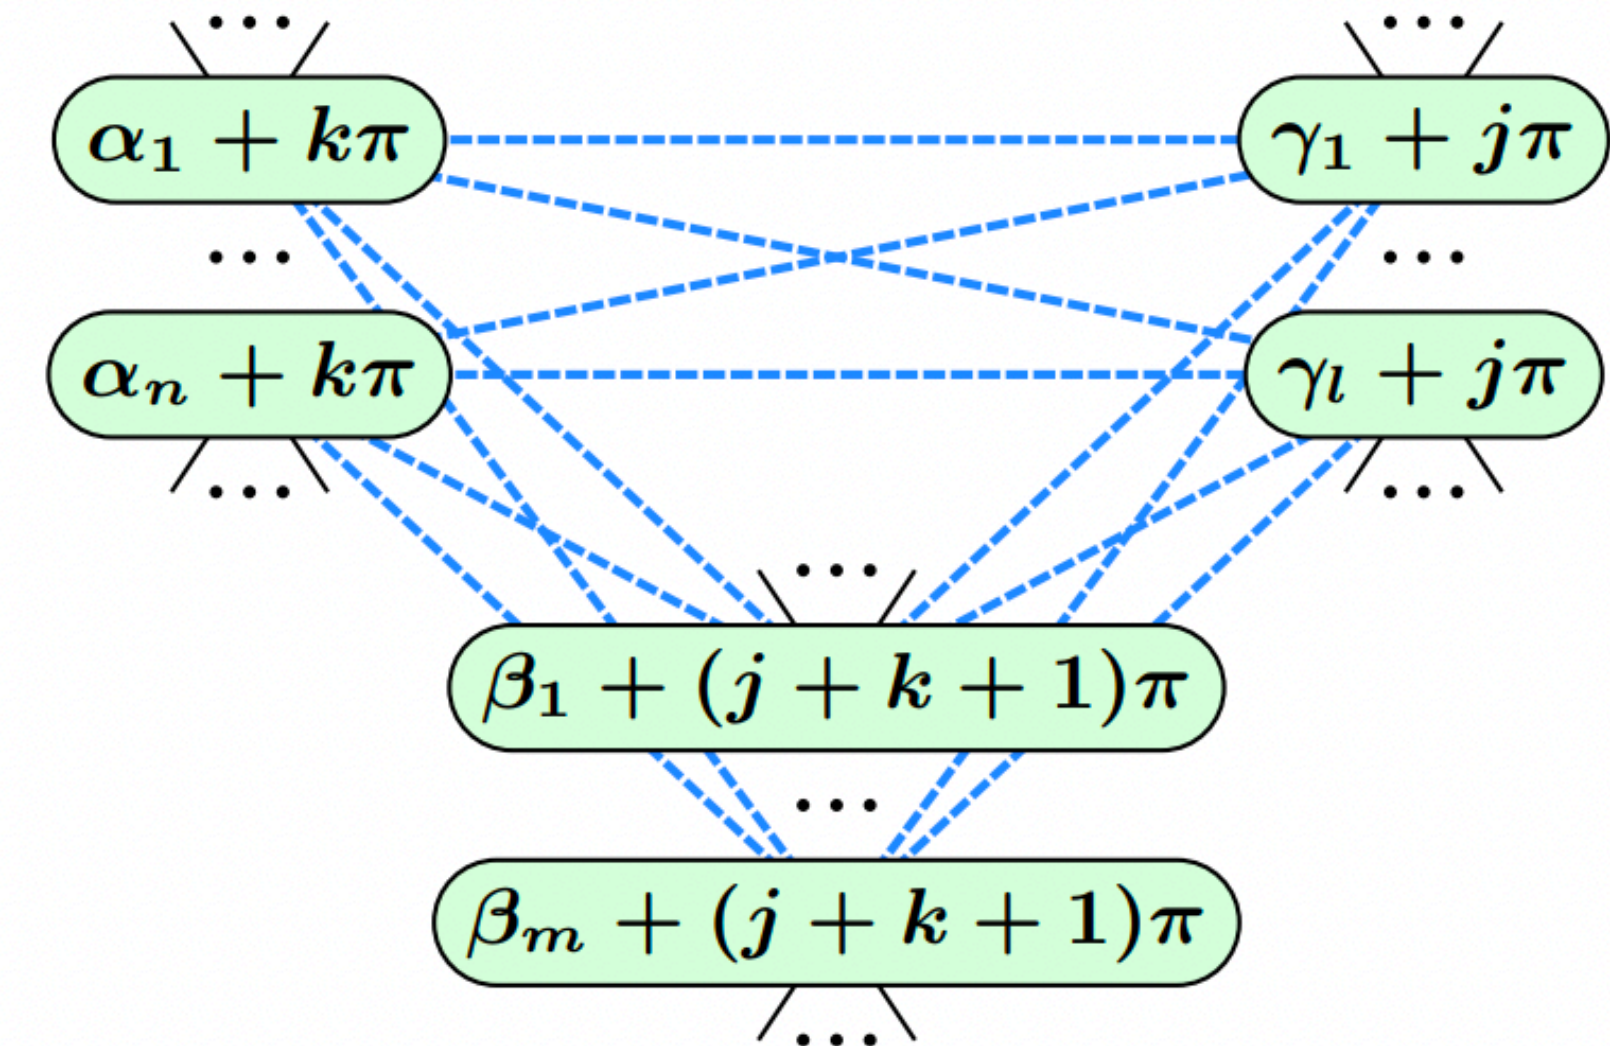 α₁ + kπ
γ₁ + jπ
αₙ + kπ
γₗ + jπ
β₁ + (j + k + 1)π
βₘ + (j + k + 1)π